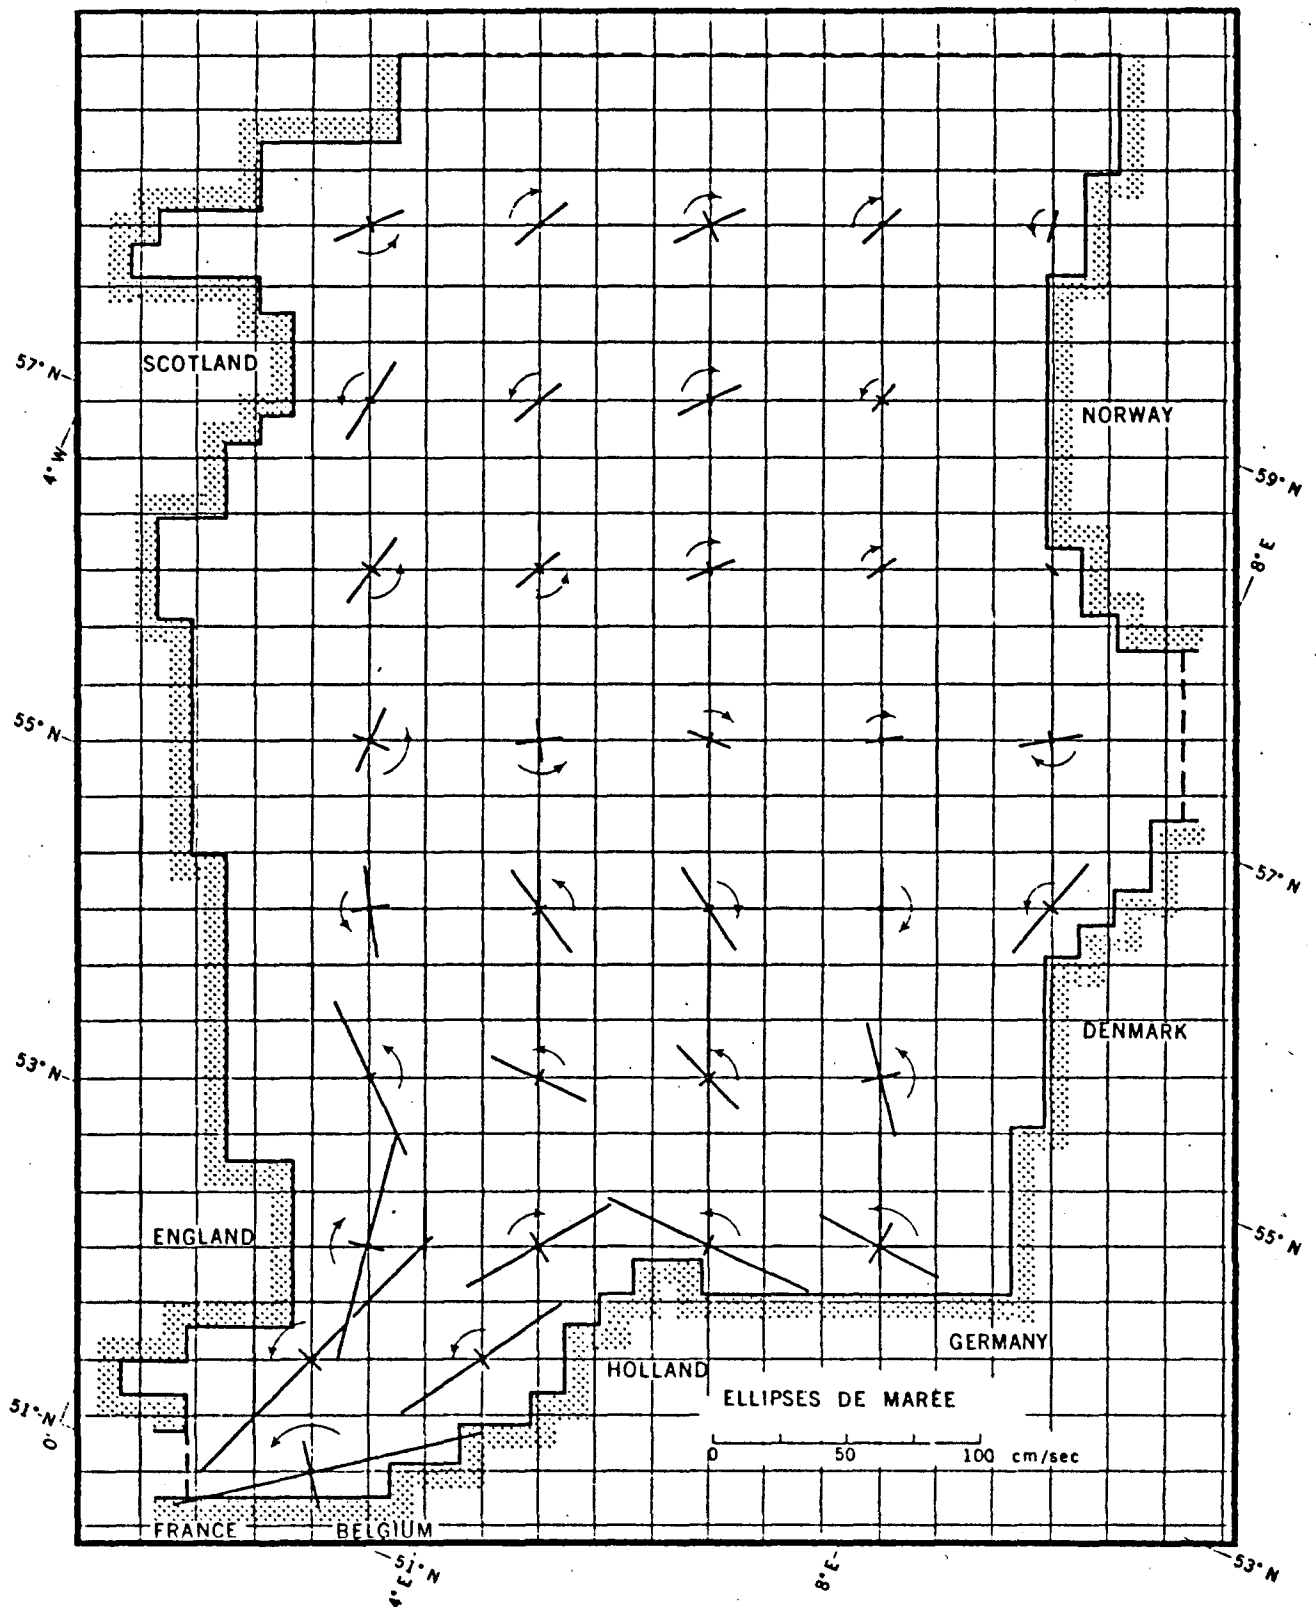 SCOTLAND
57° N
4° W
NORWAY
59° N
8° E
55° N
57° N
53° N
DENMARK
ENGLAND
55° N
GERMANY
HOLLAND
ELLIPSES DE MARÉE
0 50 100 cm/sec
51° N
0°
FRANCE
BELGIUM
51° N
4° E
8° E
53° N